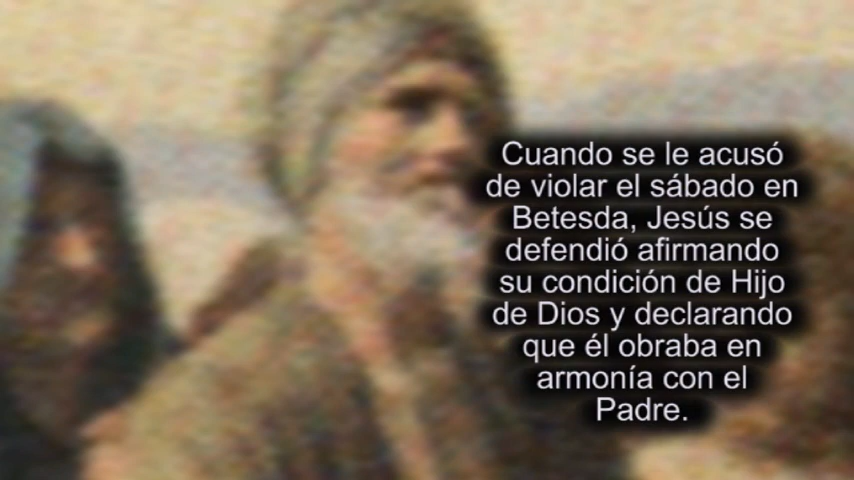 Cuando se le acusó
de violar el sábado en
Betesda, Jesús se
defendió afirmando
su condición de Hijo
de Dios y declarando
que él obraba en
armonía con el
Padre.